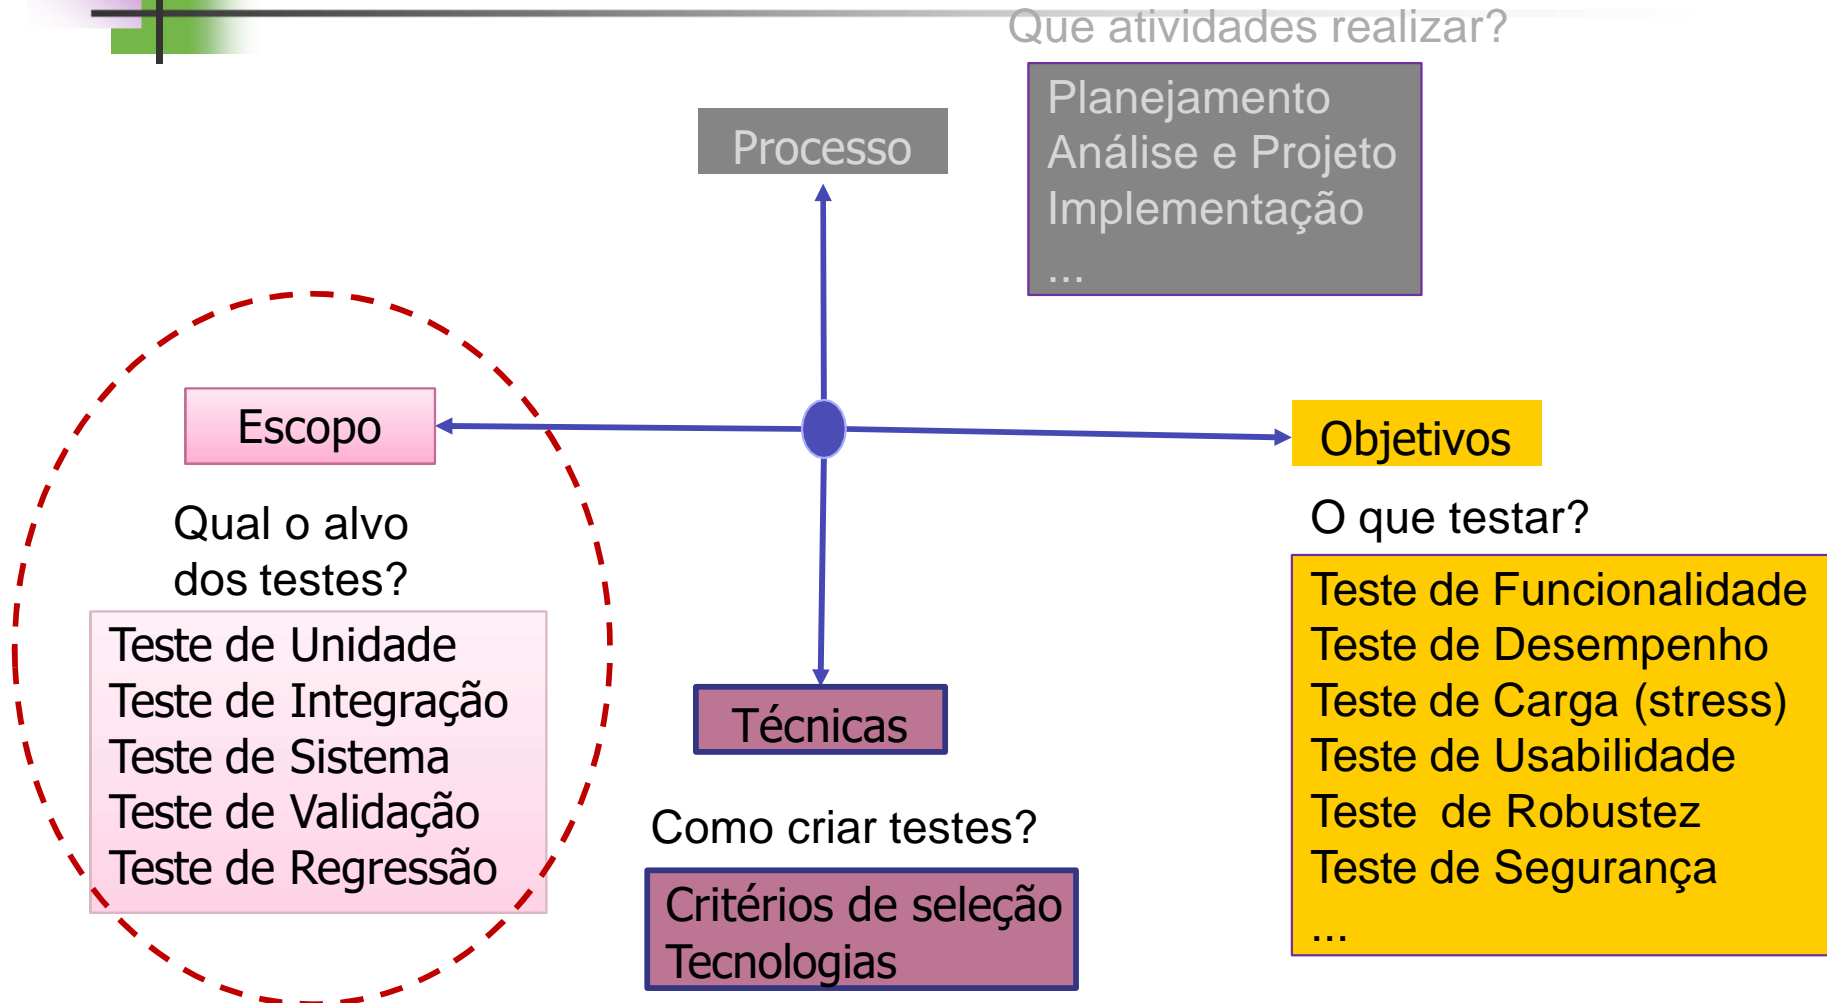 Que atividades realizar?
Planejamento
Análise e Projeto
Implementação
...
Processo
Escopo
Qual o alvo
dos testes?
Teste de Unidade
Teste de Integração
Teste de Sistema
Teste de Validação
Teste de Regressão
Técnicas
Como criar testes?
Critérios de seleção
Tecnologias
Objetivos
O que testar?
Teste de Funcionalidade
Teste de Desempenho
Teste de Carga (stress)
Teste de Usabilidade
Teste  de Robustez
Teste de Segurança
...